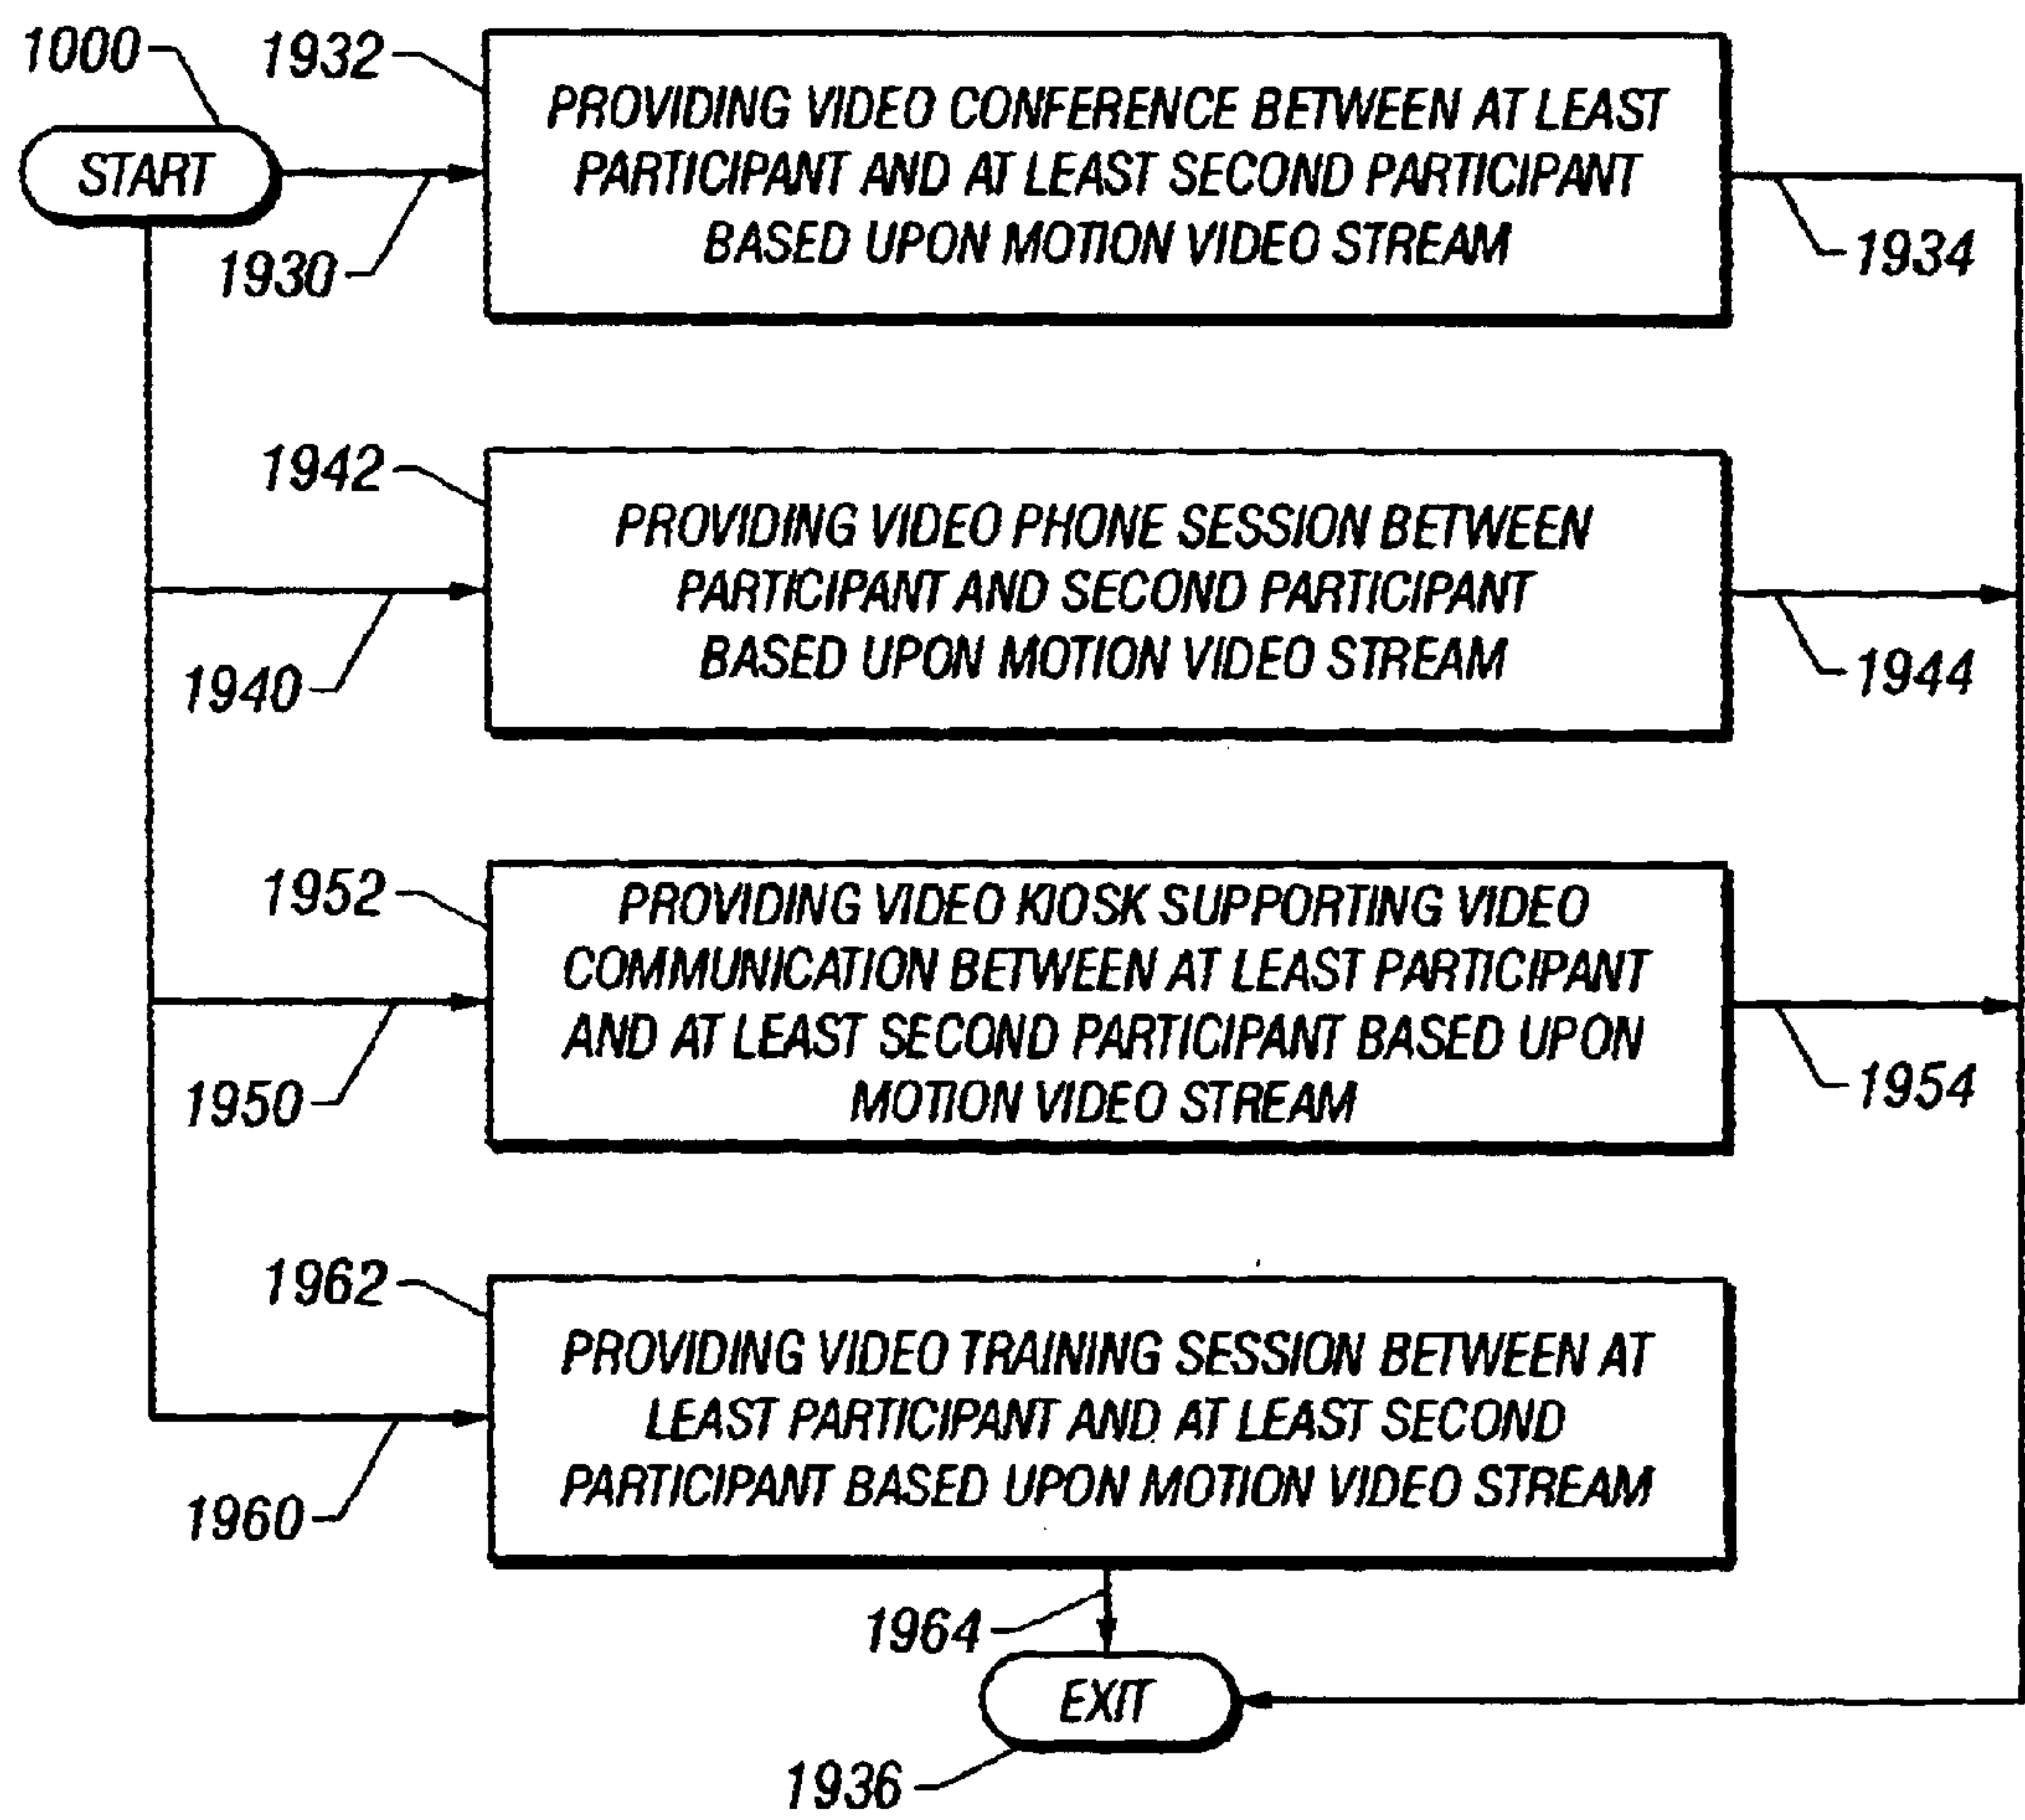 1000
1932
START
PROVIDING VIDEO CONFERENCE BETWEEN AT LEAST
PARTICIPANT AND AT LEAST SECOND PARTICIPANT
BASED UPON MOTION VIDEO STREAM
1930
1934
1942
PROVIDING VIDEO PHONE SESSION BETWEEN
PARTICIPANT AND SECOND PARTICIPANT
BASED UPON MOTION VIDEO STREAM
1940
1944
1952
PROVIDING VIDEO KIOSK SUPPORTING VIDEO
COMMUNICATION BETWEEN AT LEAST PARTICIPANT
AND AT LEAST SECOND PARTICIPANT BASED UPON
MOTION VIDEO STREAM
1950
1954
1962
PROVIDING VIDEO TRAINING SESSION BETWEEN AT
LEAST PARTICIPANT AND AT LEAST SECOND
PARTICIPANT BASED UPON MOTION VIDEO STREAM
1960
1964
EXIT
1936